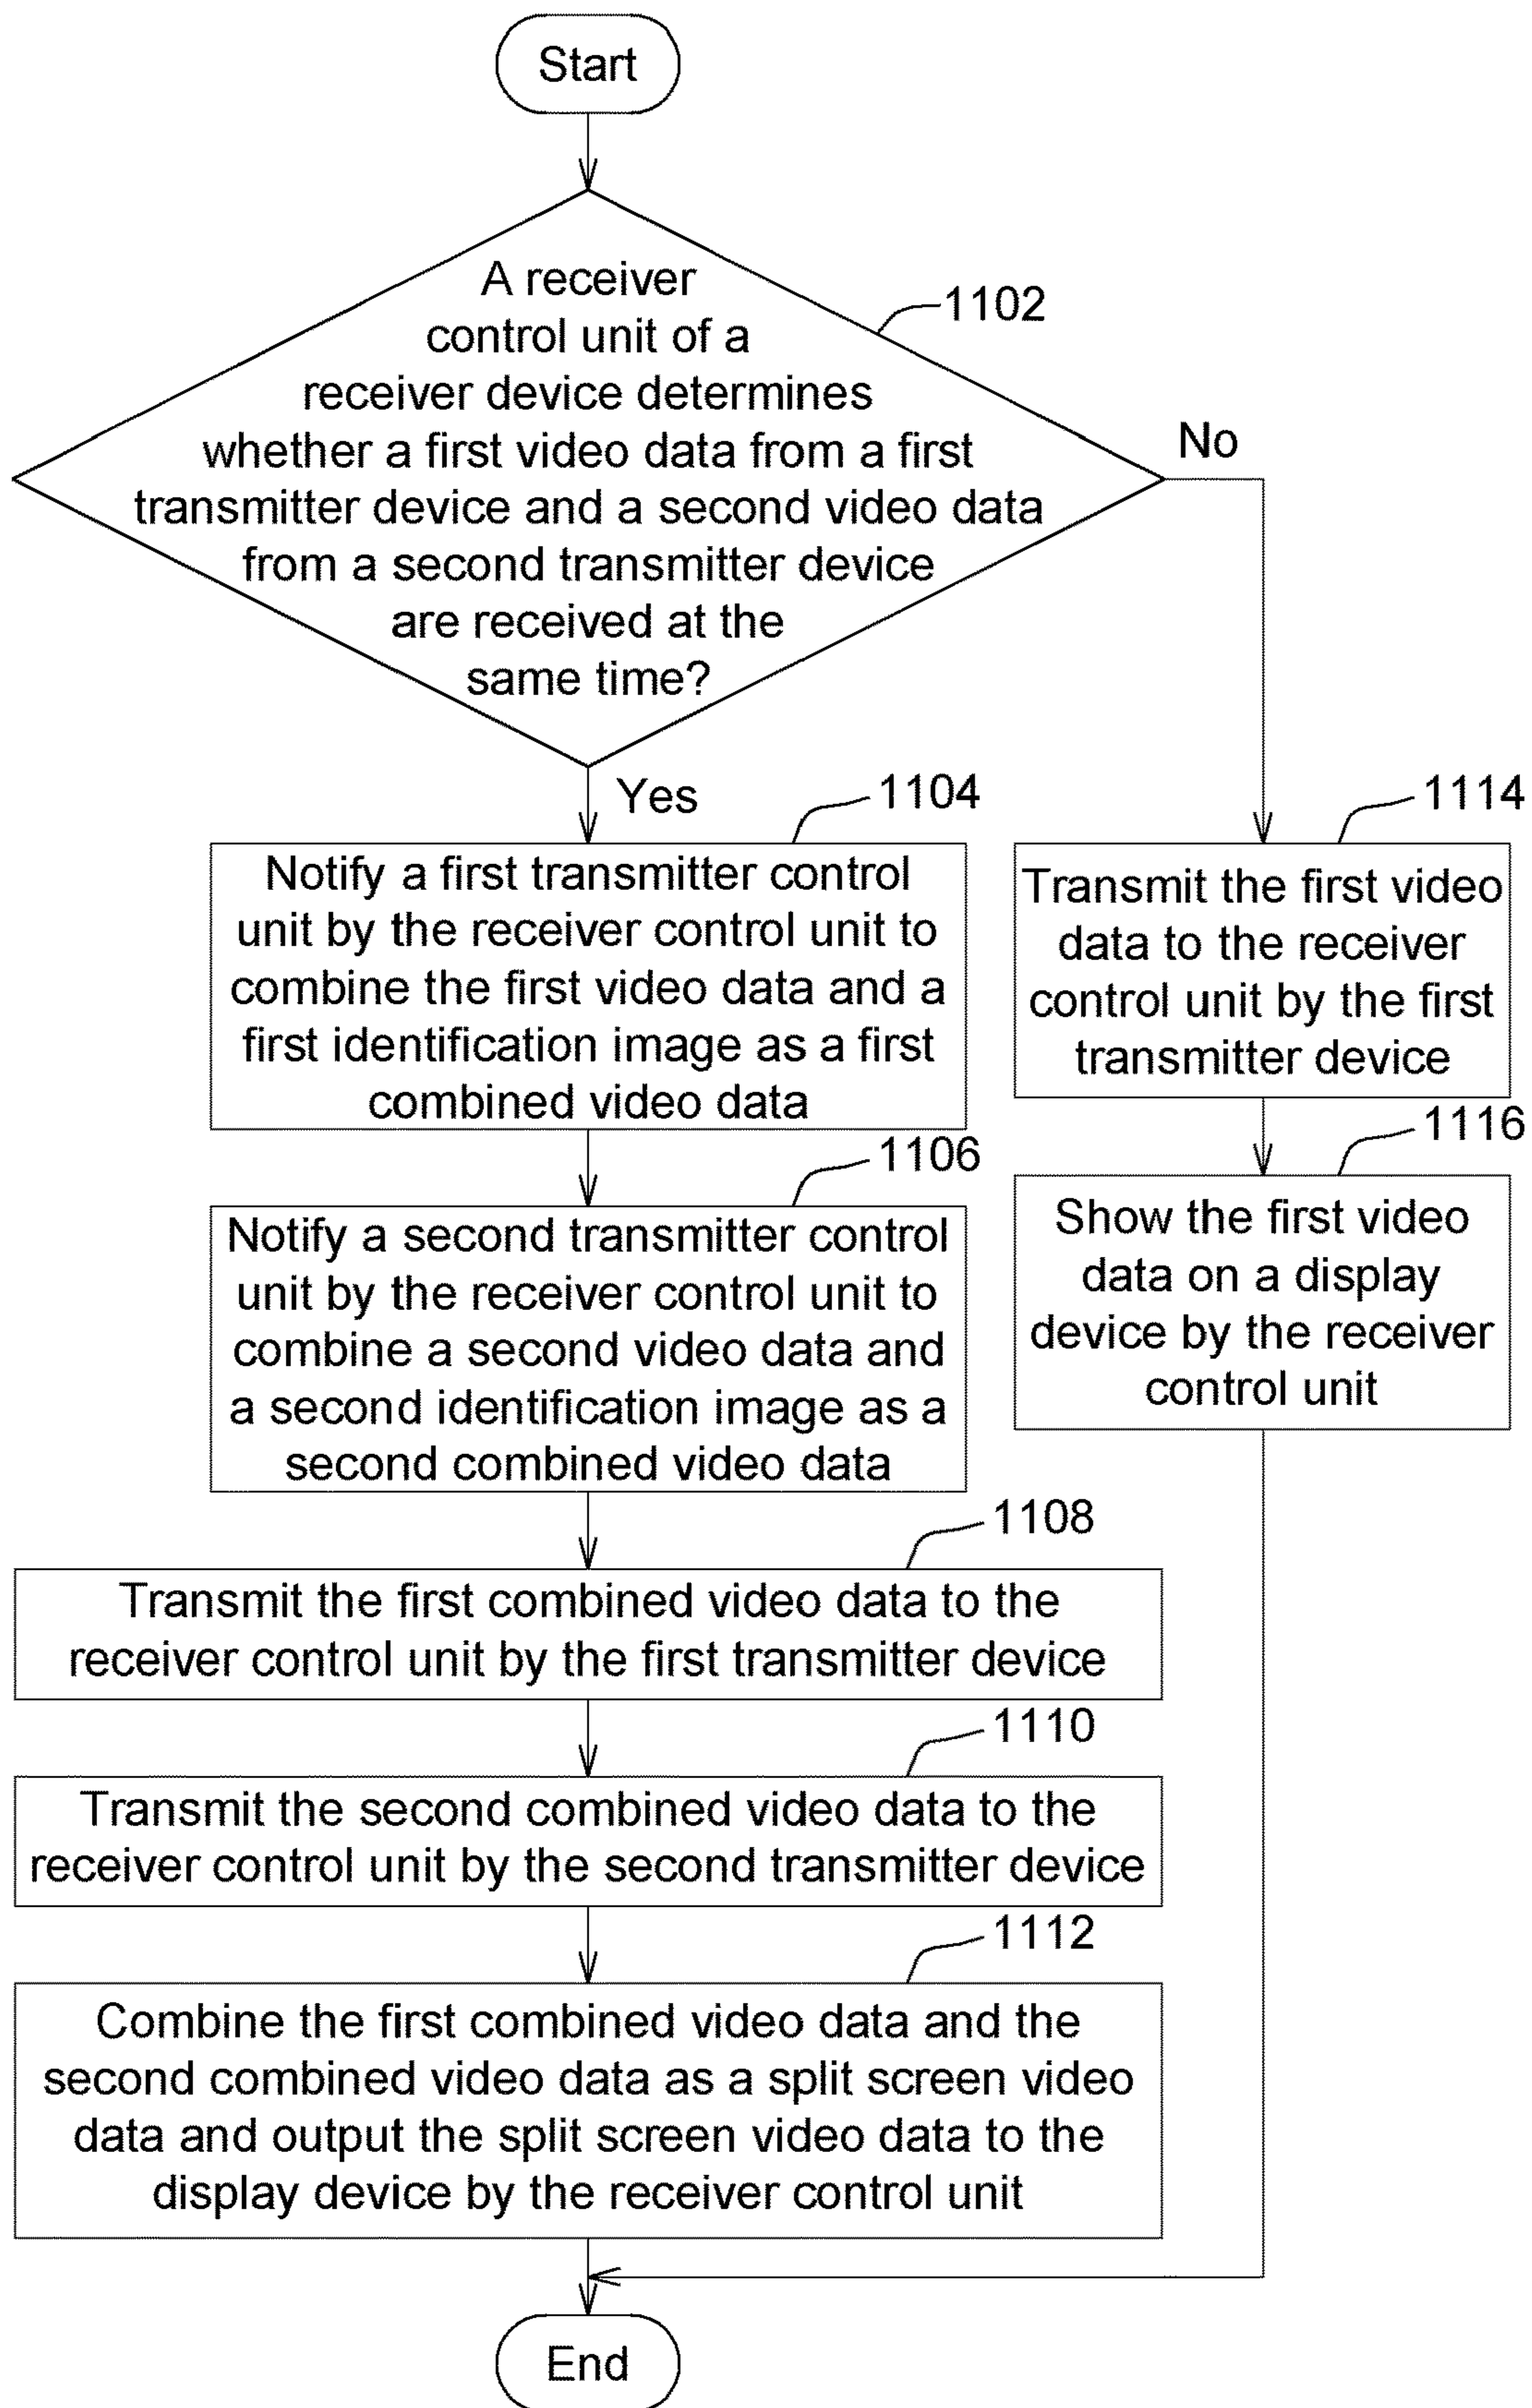 Start
A receiver
control unit of a
receiver device determines
whether a first video data from a first
transmitter device and a second video data
from a second transmitter device
are received at the
same time?
1102
No
Yes
1104
Notify a first transmitter control
unit by the receiver control unit to
combine the first video data and a
first identification image as a first
combined video data
1106
Notify a second transmitter control
unit by the receiver control unit to
combine a second video data and
a second identification image as a
second combined video data
1108
Transmit the first combined video data to the
receiver control unit by the first transmitter device
1110
Transmit the second combined video data to the
receiver control unit by the second transmitter device
1112
Combine the first combined video data and the
second combined video data as a split screen video
data and output the split screen video data to the
display device by the receiver control unit
1114
Transmit the first video
data to the receiver
control unit by the first
transmitter device
1116
Show the first video
data on a display
device by the receiver
control unit
End